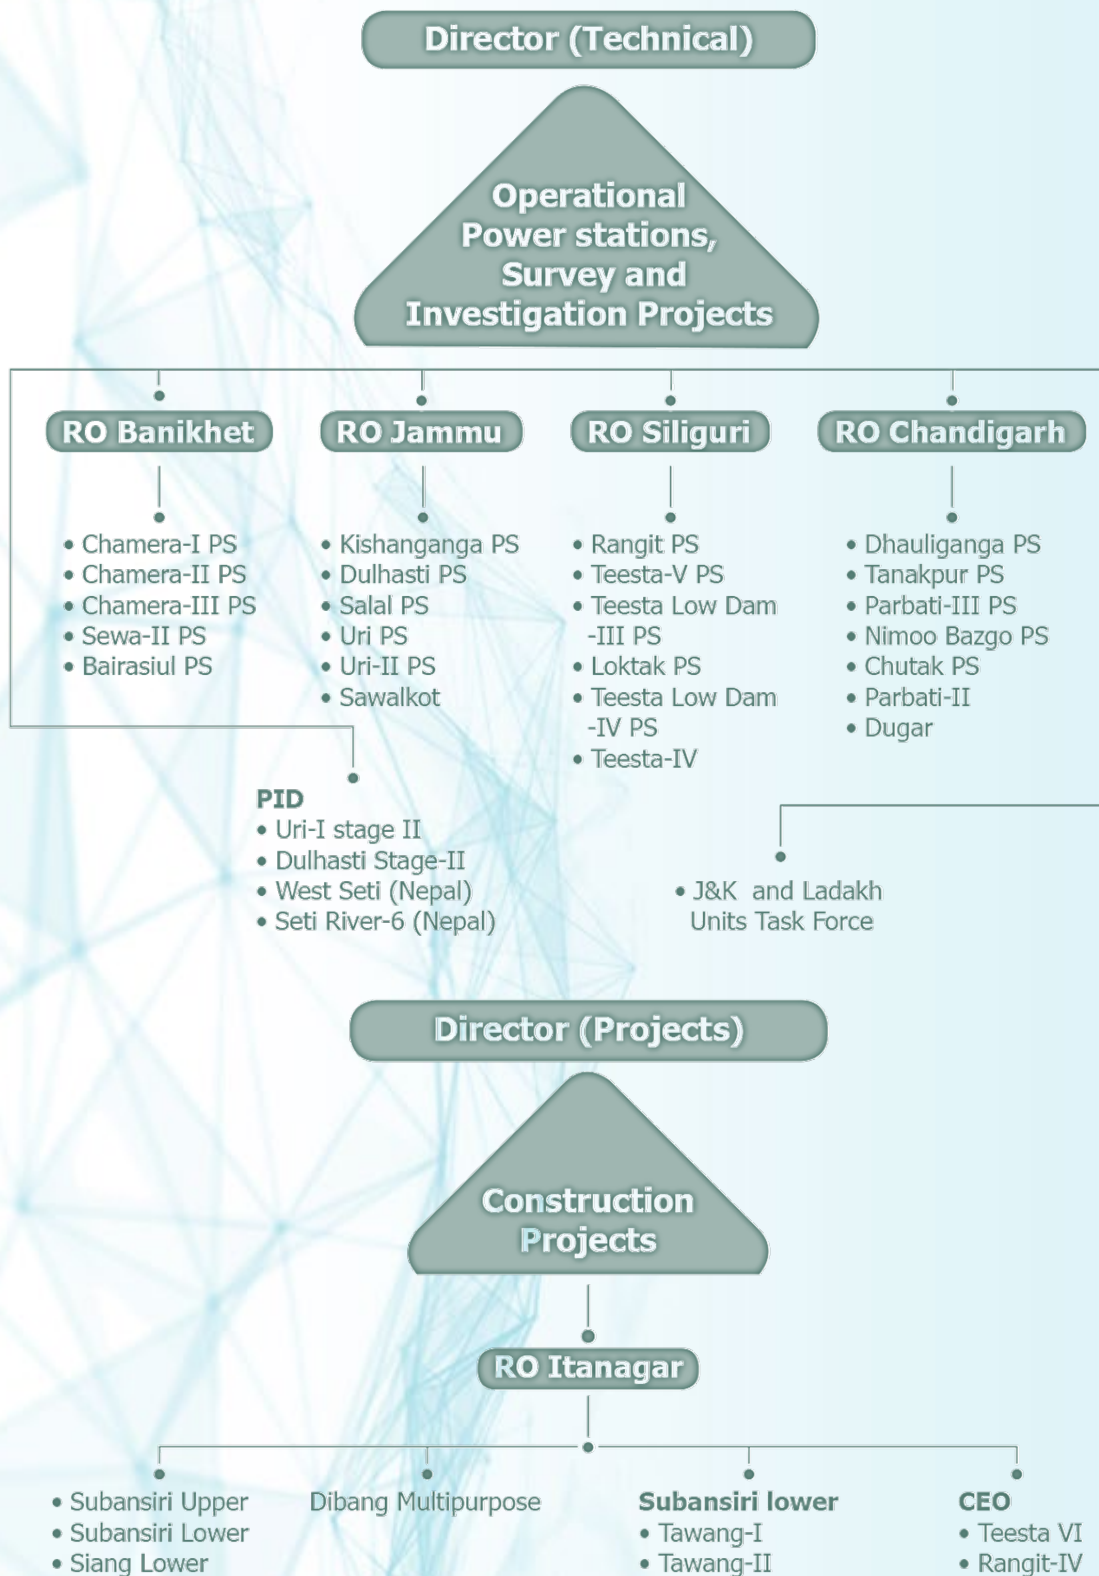 Director (Technical)
Operational
Power stations,
Survey and
Investigation Projects
RO Banikhet
• Chamera-I PS
• Chamera-II PS
• Chamera-III PS
• Sewa-II PS
• Bairasiul PS
RO Jammu
• Kishanganga PS
• Dulhasti PS
• Salal PS
• Uri PS
• Uri-II PS
• Sawalkot
RO Siliguri
• Rangit PS
• Teesta-V PS
• Teesta Low Dam
-III PS
• Loktak PS
• Teesta Low Dam
-IV PS
• Teesta-IV
RO Chandigarh
• Dhauliganga PS
• Tanakpur PS
• Parbati-III PS
• Nimoo Bazgo PS
• Chutak PS
• Parbati-II
• Dugar
PID
• Uri-I stage II
• Dulhasti Stage-II
• West Seti (Nepal)
• Seti River-6 (Nepal)
• J&K and Ladakh
Units Task Force
Director (Projects)
Construction
Projects
RO Itanagar
• Subansiri Upper
• Subansiri Lower
• Siang Lower
Dibang Multipurpose
Subansiri lower
• Tawang-I
• Tawang-II
CEO
• Teesta VI
• Rangit-IV